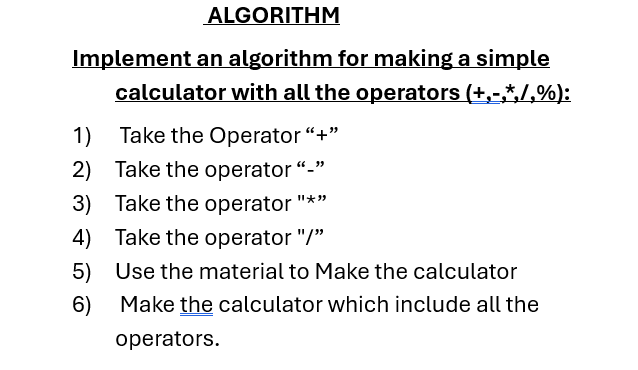 ALGORITHM
Implement an algorithm for making a simple
calculator with all the operators (+,-,*,/,%):
1) Take the Operator “+”
2) Take the operator “-”
3) Take the operator "*”
4) Take the operator "/”
5) Use the material to Make the calculator
6) Make the calculator which include all the
operators.